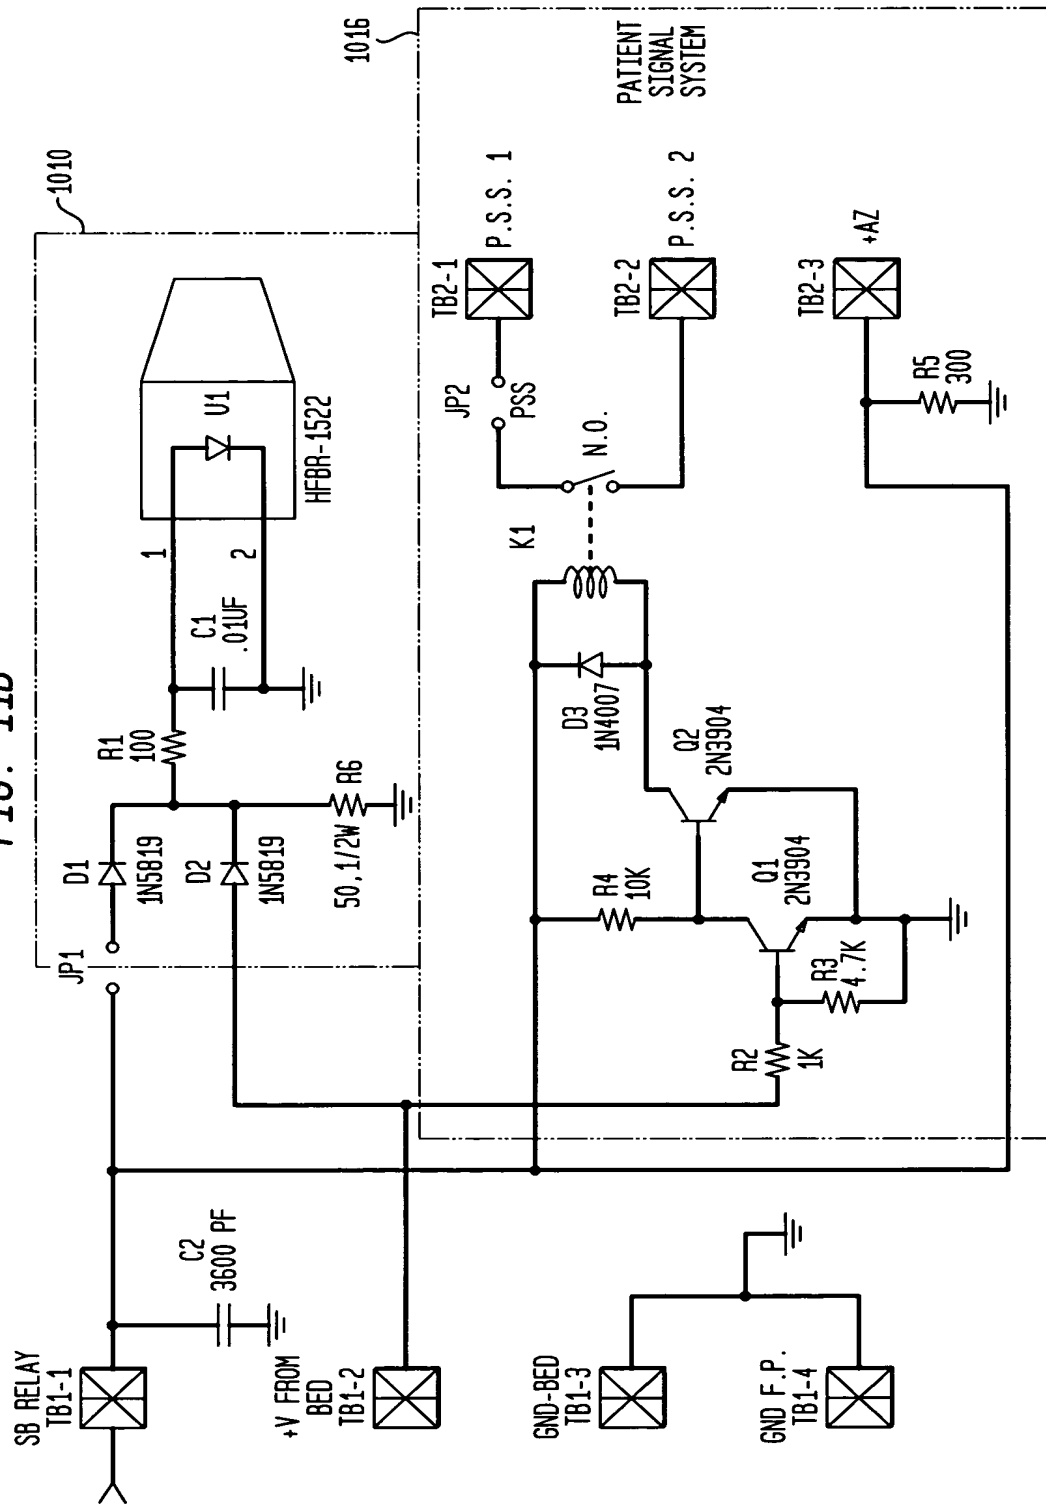 FIG. 11B
1010
1016
SB RELAY
TB1-1
C2
3600 PF
JP1
D1
1N5819
D2
1N5819
R1
100
R6
50,1/2W
C1
.01UF
1
2
U1
HFBR-1522
+V FROM
BED
TB1-2
GND-BED
TB1-3
GND F.P.
TB1-4
R2
1K
R3
4.7K
R4
10K
Q1
2N3904
Q2
2N3904
D3
1N4007
K1
N.O.
JP2
PSS
TB2-1
P.S.S. 1
TB2-2
P.S.S. 2
TB2-3
+AZ
R5
300
PATIENT
SIGNAL
SYSTEM